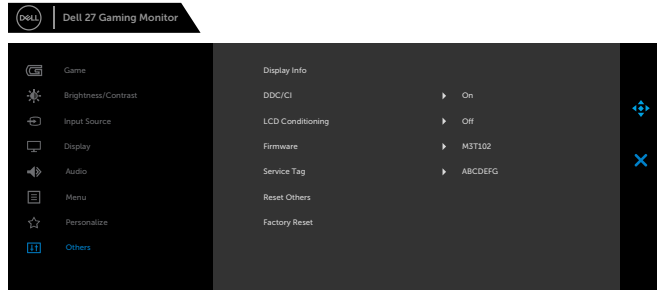 DELL
Dell 27 Gaming Monitor
Game
Brightness/Contrast
Input Source
Display
Audio
Menu
Personalize
Others
Display Info
DDC/CI On
LCD Conditioning Off
Firmware M3T102
Service Tag ABCDEFG
Reset Others
Factory Reset